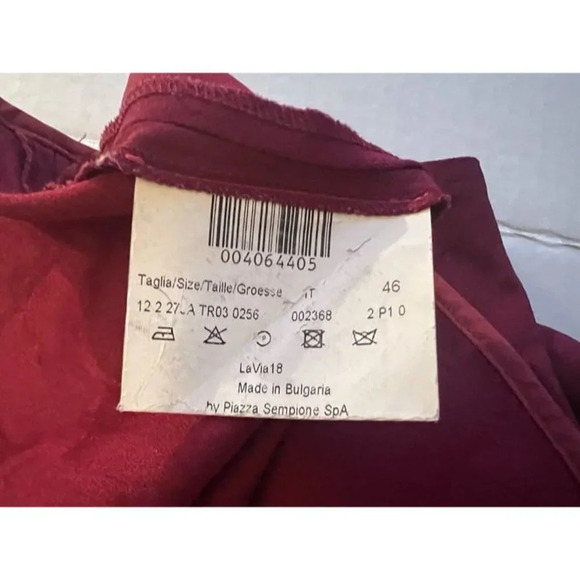 004064405
Taglia/Size/Taille/Groesse IT 46
12 2 27JA TR03 0256 002368 2 P1 0
LaVia18
Made in Bulgaria
by Piazza Sempione SpA